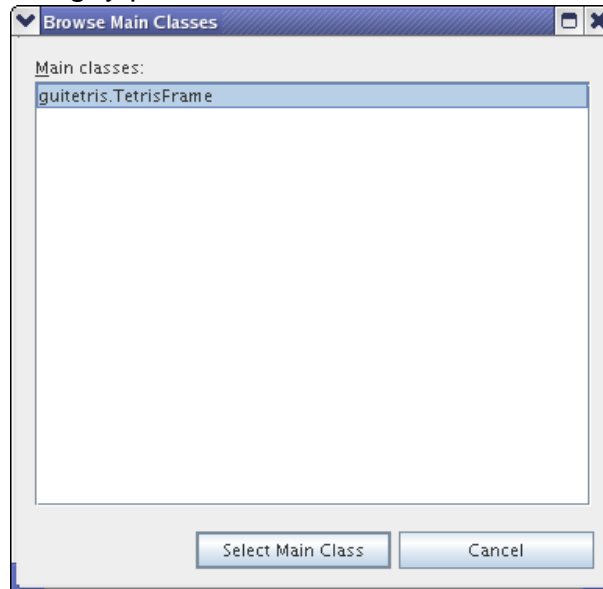 Browse Main Classes
Main classes:
guitetris.TetrisFrame
Select Main Class
Cancel